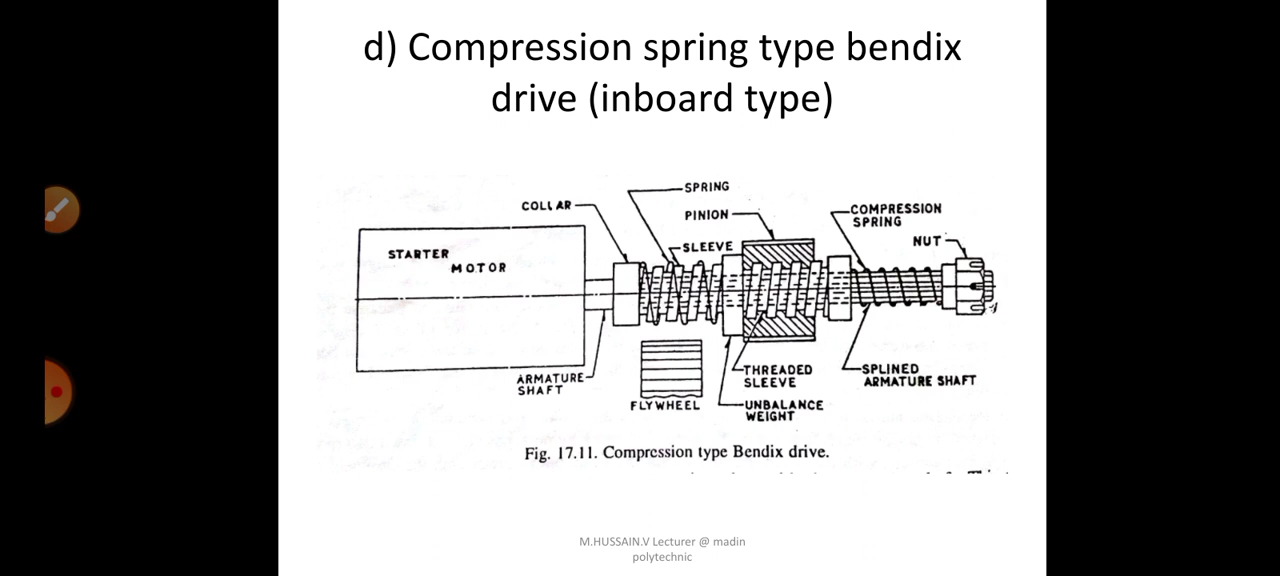 d) Compression spring type bendix
drive (inboard type)
SPRING
COLLAR
PINION
COMPRESSION
SPRING
NUT
SLEEVE
STARTER
MOTOR
ARMATURE
SHAFT
FLYWHEEL
THREADED
SLEEVE
UNBALANCE
WEIGHT
SPLINED
ARMATURE SHAFT
Fig. 17.11. Compression type Bendix drive.
M.HUSSAIN.V Lecturer @ madin
polytechnic